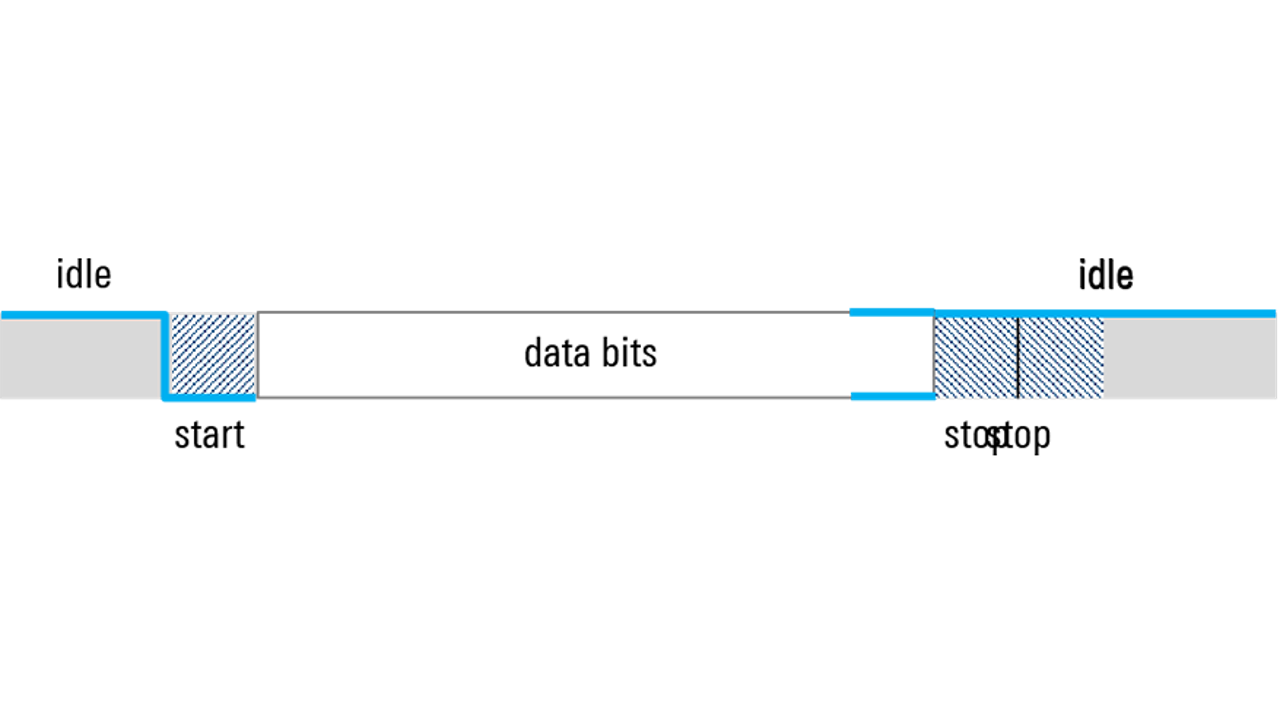 idle
idle
data bits
start
stop
stop